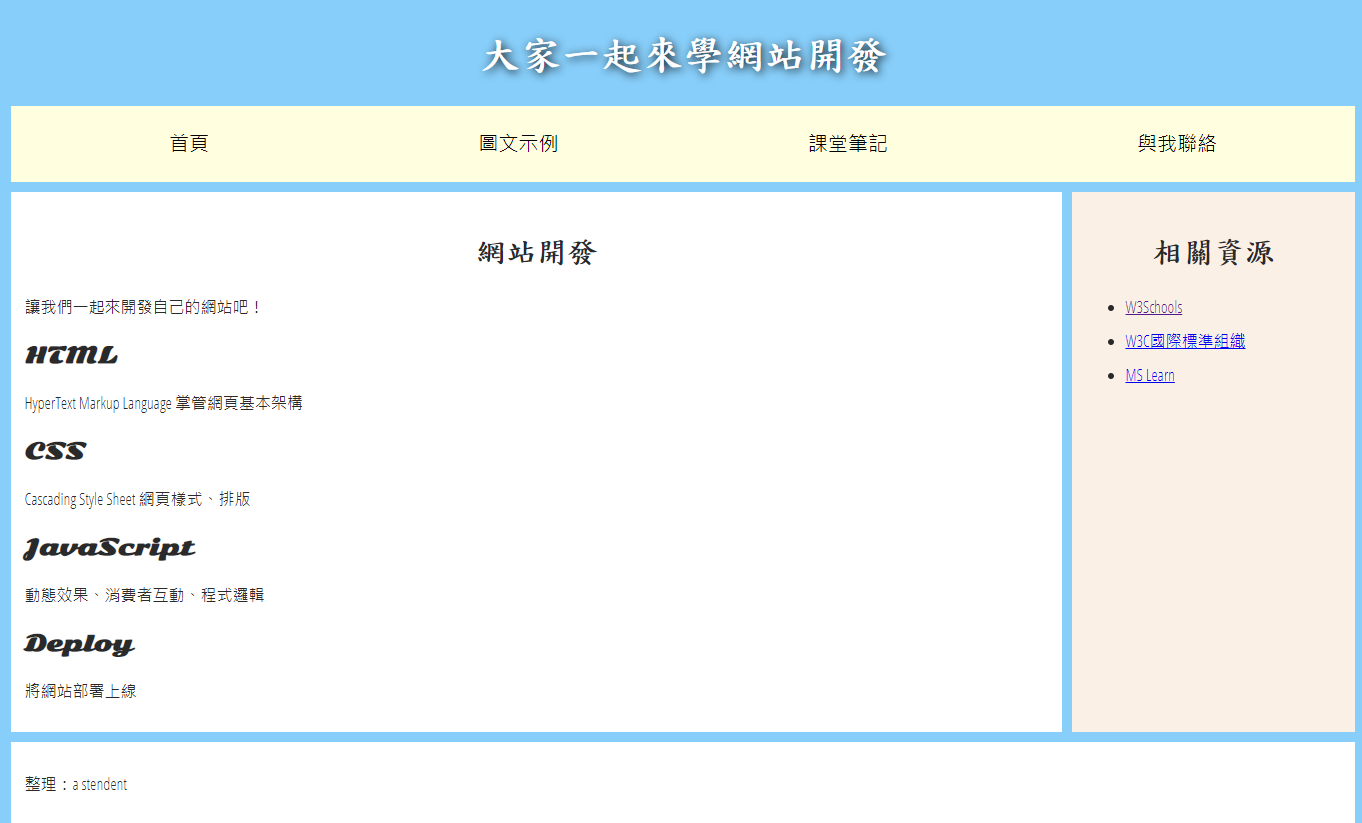 大家一起來學網站開發
首頁 圖文示例 課堂筆記 與我聯絡
網站開發
讓我們一起來開發自己的網站吧！
HTML
HyperText Markup Language 掌管網頁基本架構
CSS
Cascading Style Sheet 網頁樣式、排版
JavaScript
動態效果、消費者互動、程式邏輯
Deploy
將網站部署上線
相關資源
W3Schools
W3C國際標準組織
MS Learn
整理：a stendent